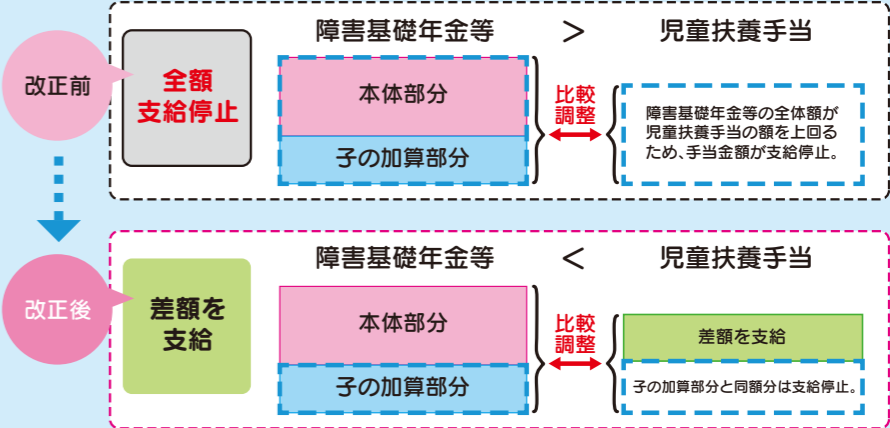 障害基礎年金等 > 児童扶養手当
改正前
全額
支給停止
本体部分
子の加算部分
比較
調整
障害基礎年金等の全体額が
児童扶養手当の額を上回る
ため、手当金額が支給停止。
障害基礎年金等 < 児童扶養手当
改正後
差額を
支給
本体部分
子の加算部分
比較
調整
差額を支給
子の加算部分と同額分は支給停止。